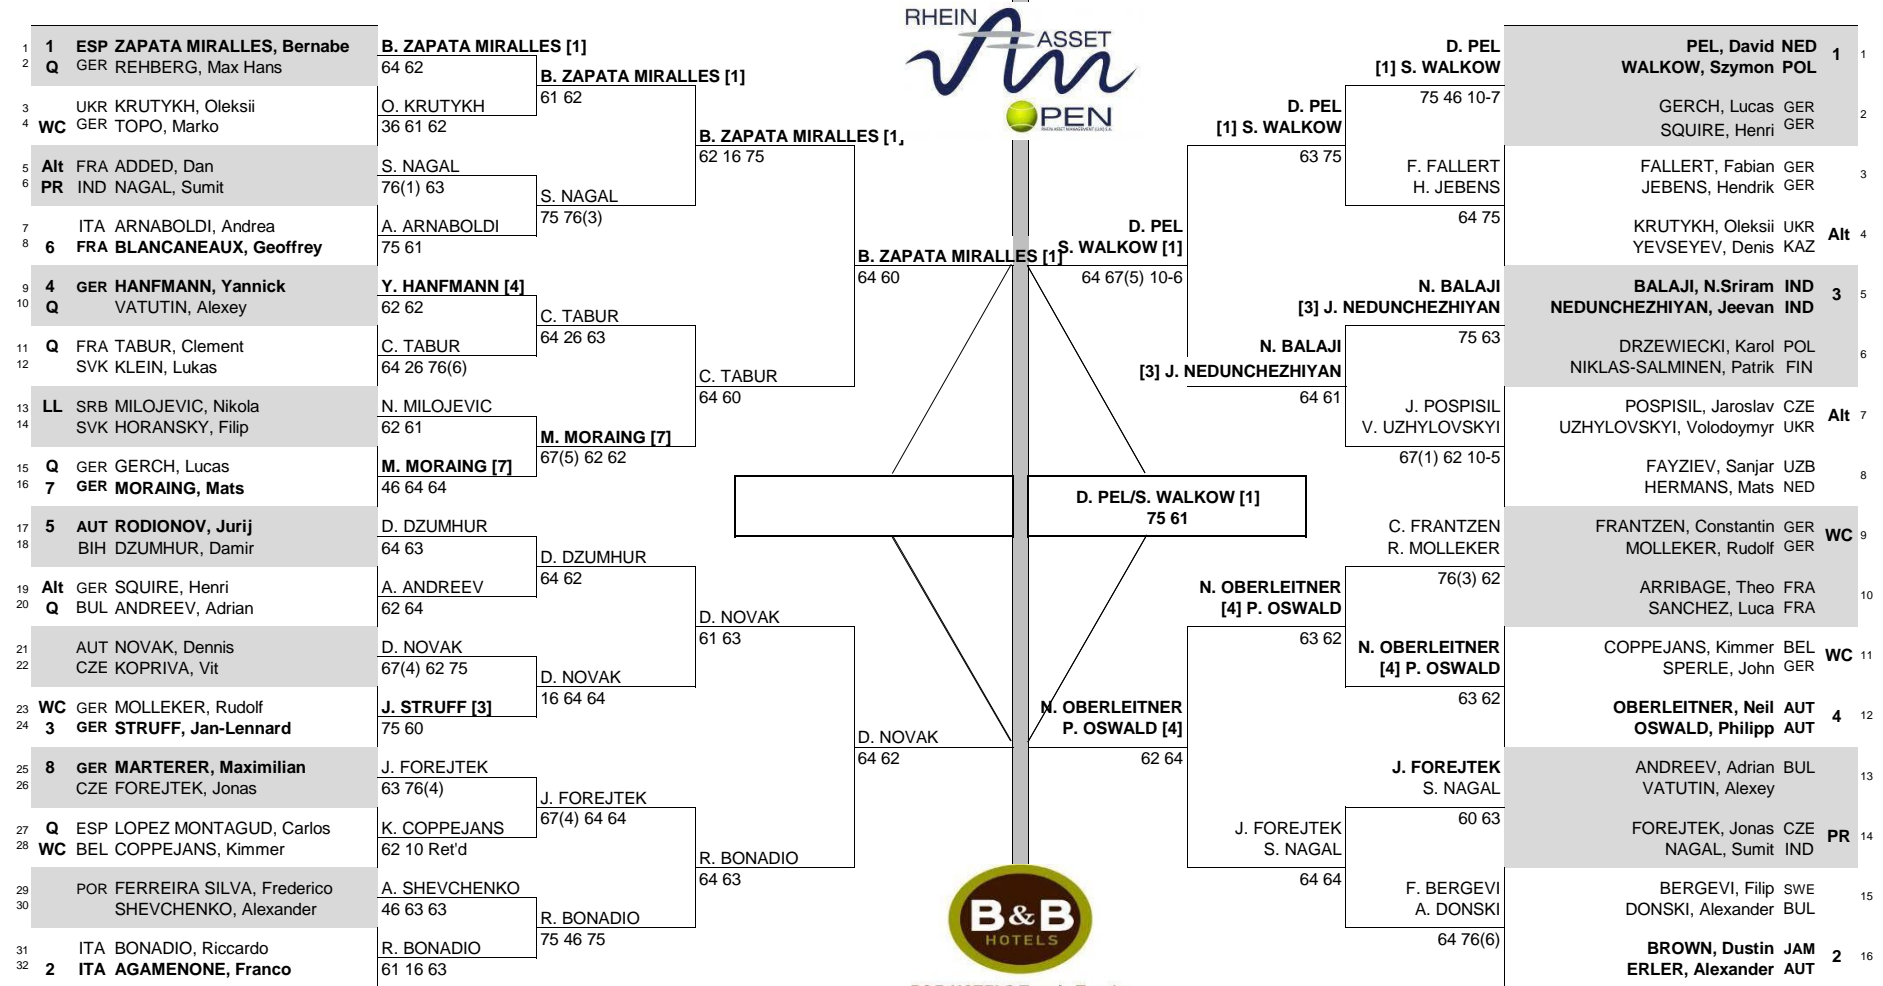 RHEIN
ASSET
OPEN
1 1 ESP ZAPATA MIRALLES, Bernabe
2 Q GER REHBERG, Max Hans
3 UKR KRUTYKH, Oleksii
4 WC GER TOPO, Marko
5 Alt FRA ADDED, Dan
6 PR IND NAGAL, Sumit
7 ITA ARNABOLDI, Andrea
8 6 FRA BLANCANEAUX, Geoffrey
9 4 GER HANFMANN, Yannick
10 Q VATUTIN, Alexey
11 Q FRA TABUR, Clement
12 SVK KLEIN, Lukas
13 LL SRB MILOJEVIC, Nikola
14 SVK HORANSKY, Filip
15 Q GER GERCH, Lucas
16 7 GER MORAING, Mats
17 5 AUT RODIONOV, Jurij
18 BIH DZUMHUR, Damir
19 Alt GER SQUIRE, Henri
20 Q BUL ANDREEV, Adrian
21 AUT NOVAK, Dennis
22 CZE KOPRIVA, Vit
23 WC GER MOLLEKER, Rudolf
24 3 GER STRUFF, Jan-Lennard
25 8 GER MARTERER, Maximilian
26 CZE FOREJTEK, Jonas
27 Q ESP LOPEZ MONTAGUD, Carlos
28 WC BEL COPPEJANS, Kimmer
29 POR FERREIRA SILVA, Frederico
30 SHEVCHENKO, Alexander
31 ITA BONADIO, Riccardo
32 2 ITA AGAMENONE, Franco
B. ZAPATA MIRALLES [1]
64 62
O. KRUTYKH
36 61 62
S. NAGAL
76(1) 63
A. ARNABOLDI
75 61
Y. HANFMANN [4]
62 62
C. TABUR
64 26 76(6)
N. MILOJEVIC
62 61
M. MORAING [7]
46 64 64
D. DZUMHUR
64 63
A. ANDREEV
62 64
D. NOVAK
67(4) 62 75
J. STRUFF [3]
75 60
J. FOREJTEK
63 76(4)
K. COPPEJANS
62 10 Ret'd
A. SHEVCHENKO
46 63 63
R. BONADIO
61 16 63
B. ZAPATA MIRALLES [1]
61 62
S. NAGAL
75 76(3)
C. TABUR
64 26 63
M. MORAING [7]
67(5) 62 62
D. DZUMHUR
64 62
D. NOVAK
16 64 64
J. FOREJTEK
67(4) 64 64
R. BONADIO
75 46 75
B. ZAPATA MIRALLES [1]
62 16 75
C. TABUR
64 60
D. NOVAK
61 63
R. BONADIO
64 63
B. ZAPATA MIRALLES [1]
64 60
D. NOVAK
64 62
D. PEL/S. WALKOW [1]
75 61
D. PEL
S. WALKOW [1]
64 67(5) 10-6
N. OBERLEITNER
P. OSWALD [4]
62 64
D. PEL
[1] S. WALKOW
63 75
N. BALAJI
[3] J. NEDUNCHEZHIYAN
64 61
N. OBERLEITNER
[4] P. OSWALD
63 62
J. FOREJTEK
S. NAGAL
64 64
D. PEL
[1] S. WALKOW
75 46 10-7
F. FALLERT
H. JEBENS
64 75
N. BALAJI
[3] J. NEDUNCHEZHIYAN
75 63
J. POSPISIL
V. UZHYLOVSKYI
67(1) 62 10-5
C. FRANTZEN
R. MOLLEKER
76(3) 62
N. OBERLEITNER
[4] P. OSWALD
63 62
J. FOREJTEK
S. NAGAL
60 63
F. BERGEVI
A. DONSKI
64 76(6)
PEL, David NED 1 1
WALKOW, Szymon POL
GERCH, Lucas GER 2
SQUIRE, Henri GER
FALLERT, Fabian GER 3
JEBENS, Hendrik GER
KRUTYKH, Oleksii UKR Alt 4
YEVSEYEV, Denis KAZ
BALAJI, N.Sriram IND 3 5
NEDUNCHEZHIYAN, Jeevan IND
DRZEWIECKI, Karol POL 6
NIKLAS-SALMINEN, Patrik FIN
POSPISIL, Jaroslav CZE Alt 7
UZHYLOVSKYI, Volodoymyr UKR
FAYZIEV, Sanjar UZB 8
HERMANS, Mats NED
FRANTZEN, Constantin GER WC 9
MOLLEKER, Rudolf GER
ARRIBAGE, Theo FRA 10
SANCHEZ, Luca FRA
COPPEJANS, Kimmer BEL WC 11
SPERLE, John GER
OBERLEITNER, Neil AUT 4 12
OSWALD, Philipp AUT
ANDREEV, Adrian BUL 13
VATUTIN, Alexey
FOREJTEK, Jonas CZE PR 14
NAGAL, Sumit IND
BERGEVI, Filip SWE 15
DONSKI, Alexander BUL
BROWN, Dustin JAM 2 16
ERLER, Alexander AUT
B&B
HOTELS